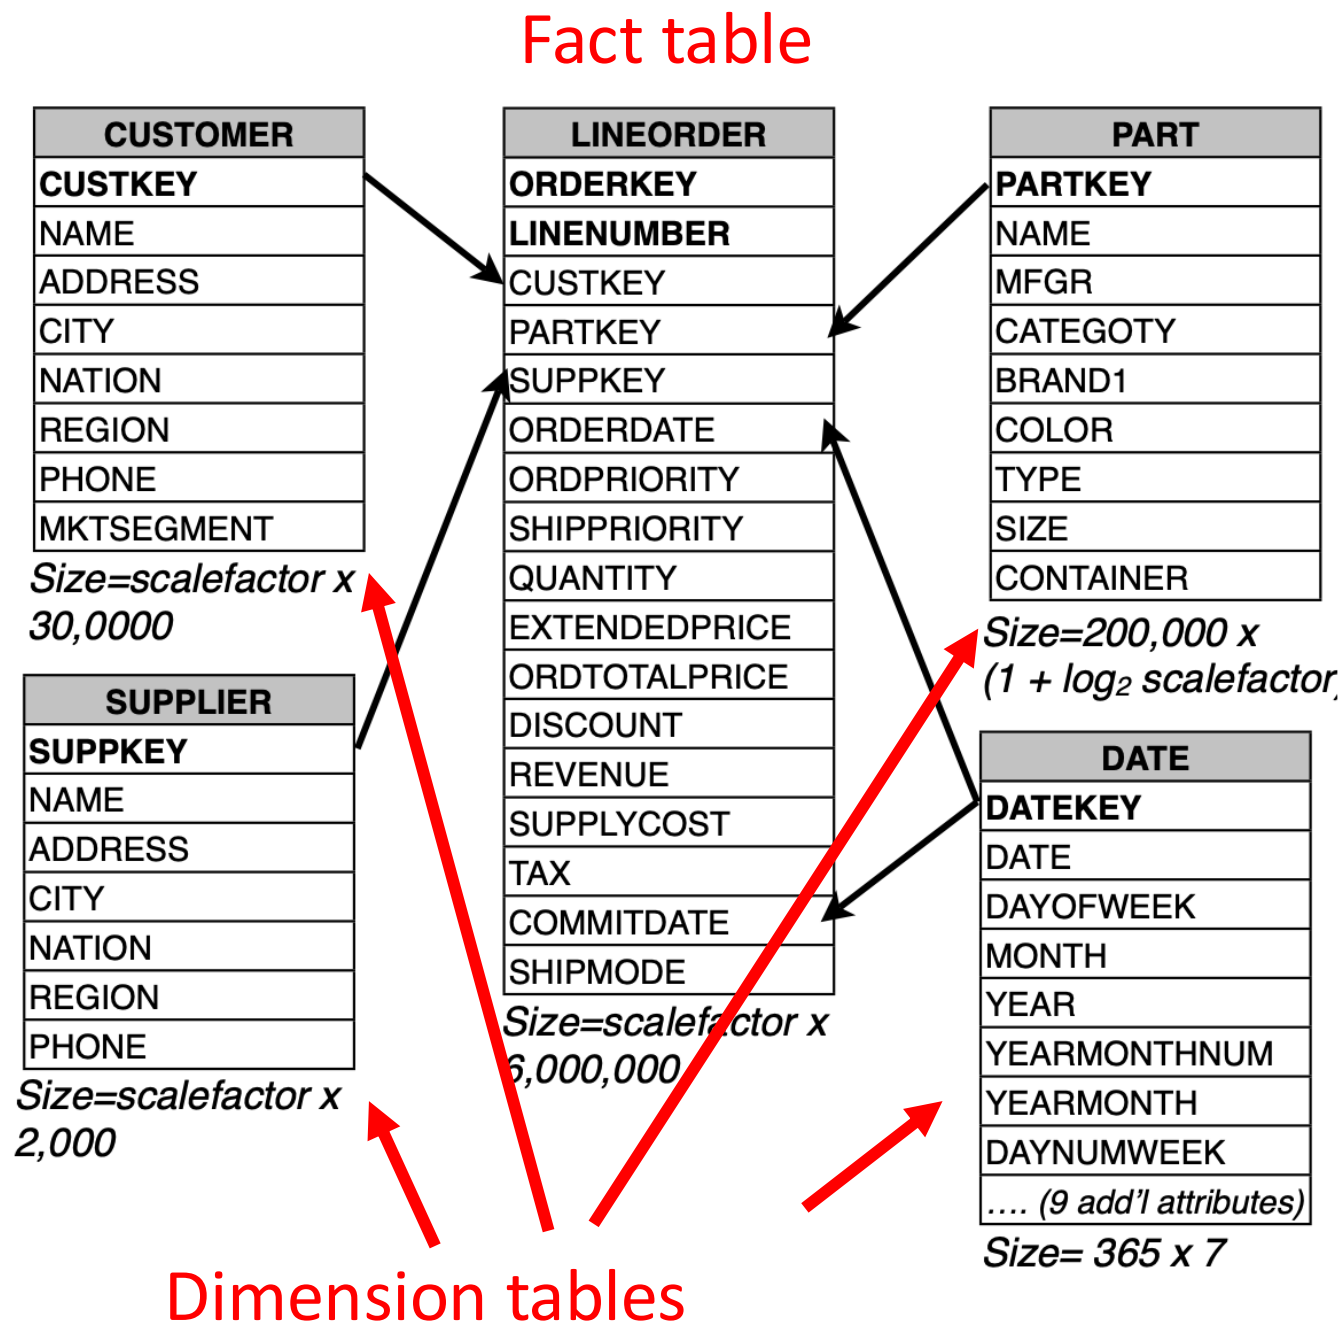 Fact table
CUSTOMER
CUSTKEY
NAME
ADDRESS
CITY
NATION
REGION
PHONE
MKTSEGMENT
Size=scalefactor x
30,0000
SUPPLIER
SUPPKEY
NAME
ADDRESS
CITY
NATION
REGION
PHONE
Size=scalefactor x
2,000
LINEORDER
ORDERKEY
LINENUMBER
CUSTKEY
PARTKEY
SUPPKEY
ORDERDATE
ORDPRIORITY
SHIPPRIORITY
QUANTITY
EXTENDEDPRICE
ORDTOTALPRICE
DISCOUNT
REVENUE
SUPPLYCOST
TAX
COMMITDATE
SHIPMODE
Size=scalefactor x
6,000,000
PART
PARTKEY
NAME
MFGR
CATEGOTY
BRAND1
COLOR
TYPE
SIZE
CONTAINER
Size=200,000 x
(1 + log₂ scalefactor)
DATE
DATEKEY
DATE
DAYOFWEEK
MONTH
YEAR
YEARMONTHNUM
YEARMONTH
DAYNUMWEEK
.... (9 add'l attributes)
Size= 365 x 7
Dimension tables